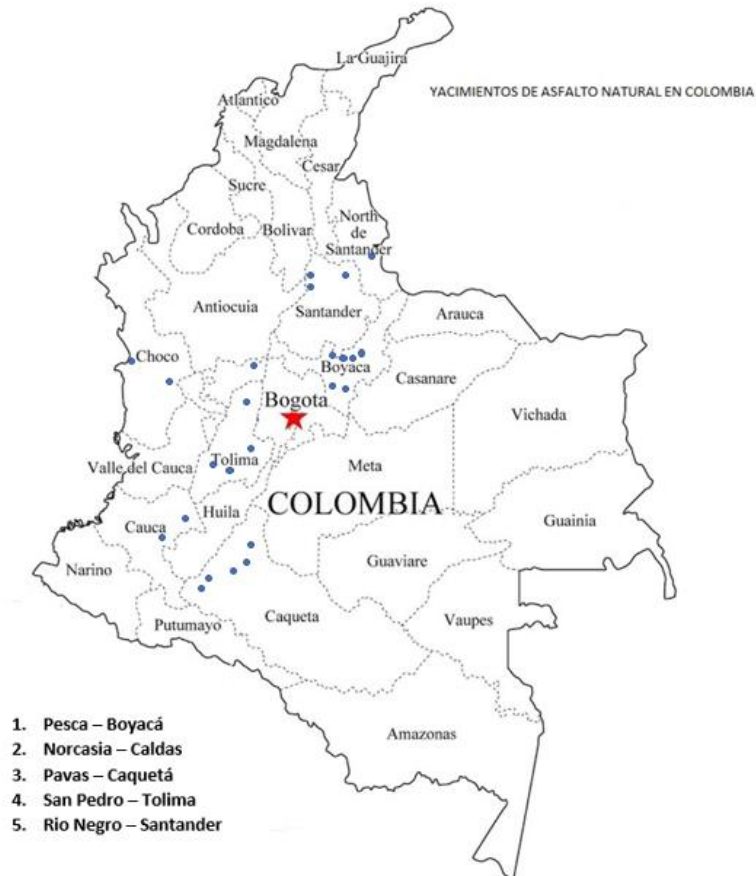 La Guajira
YACIMIENTOS DE ASFALTO NATURAL EN COLOMBIA
Atlantico
Magdalena
Cesar
Sucre
North
de
Santander
Cordoba
Bolivar
Antiocuia
Santander
Arauca
Choco
Boyaca
Casanare
Bogota
Vichada
Valle del Cauca
Tolima
Meta
COLOMBIA
Huila
Cauca
Guainia
Narino
Guaviare
Caqueta
Vaupes
Putumayo
Amazonas
1. Pesca – Boyacá
2. Norcasia – Caldas
3. Pavas – Caquetá
4. San Pedro – Tolima
5. Rio Negro – Santander